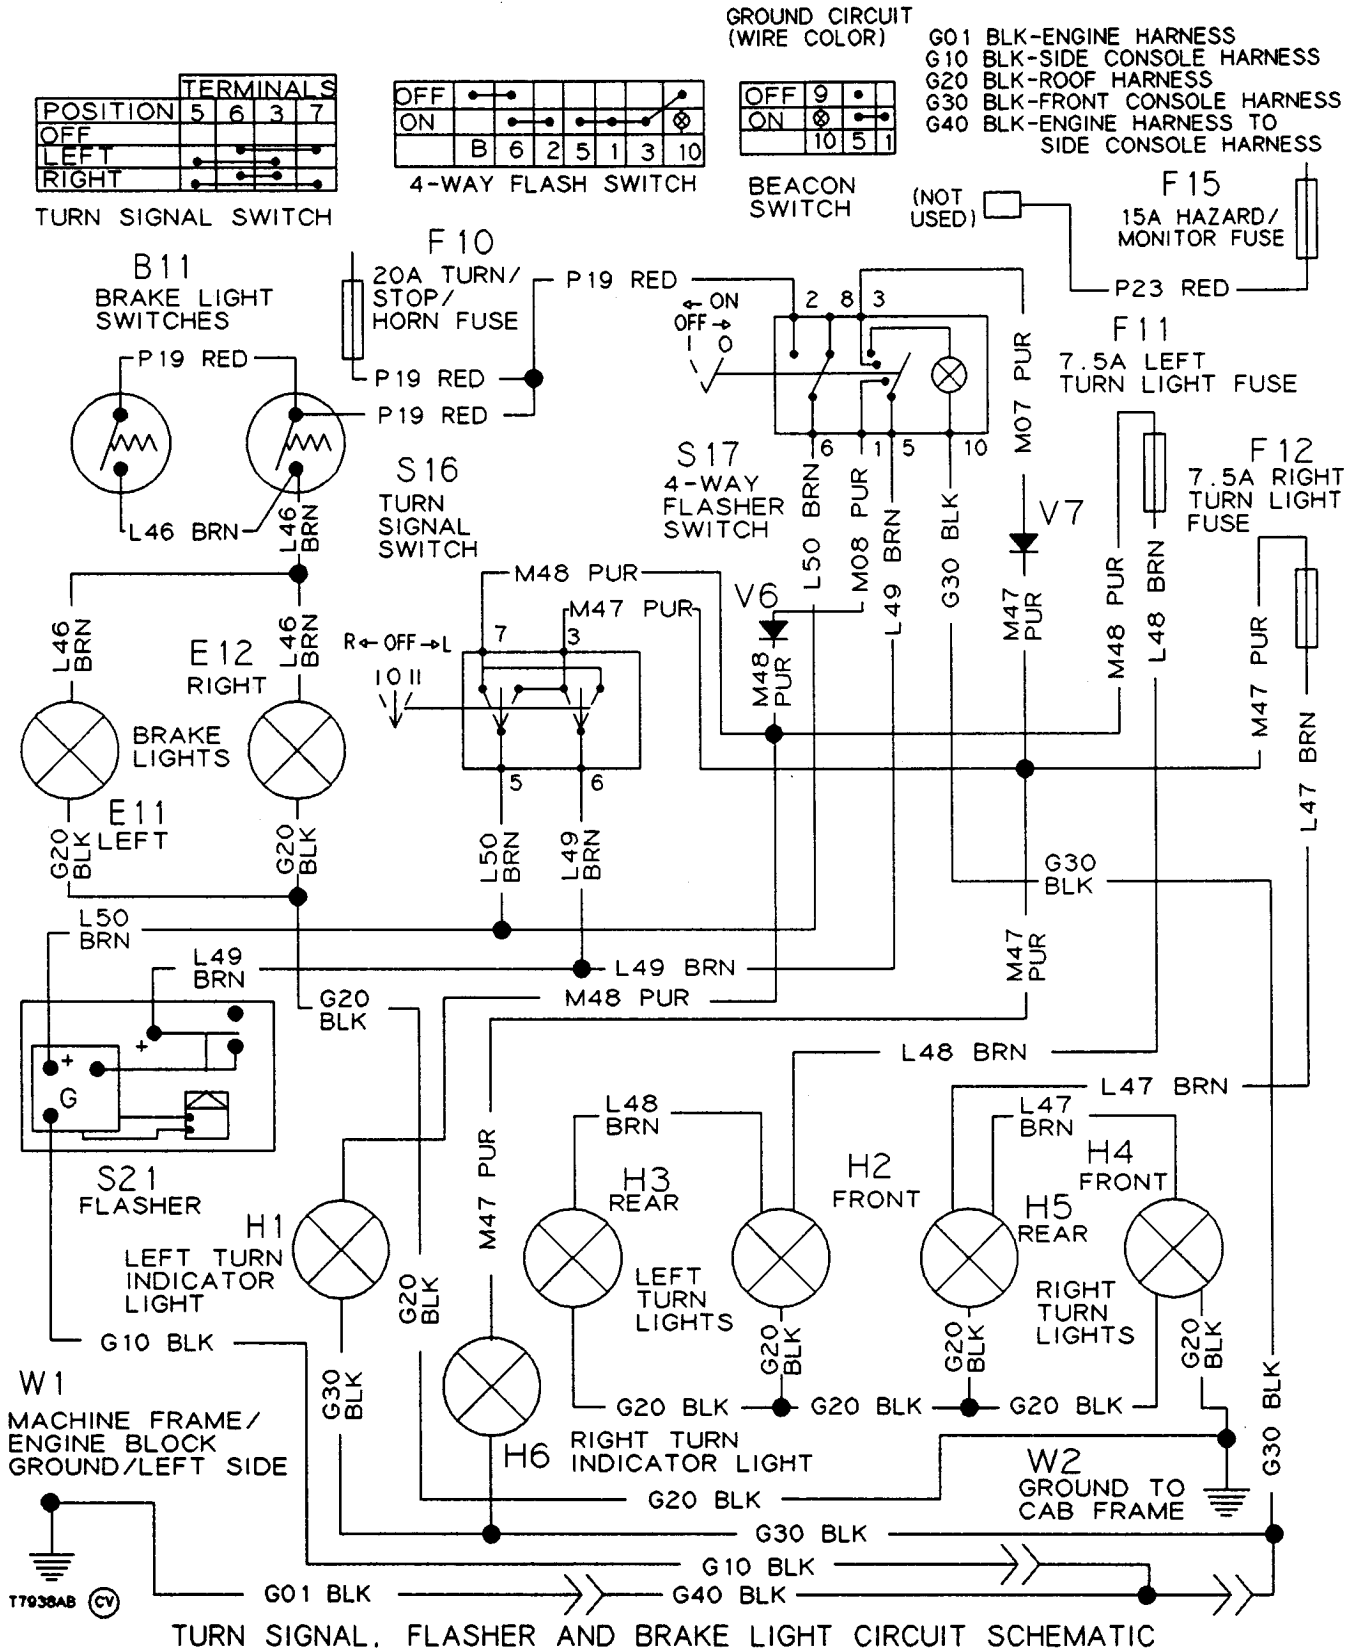 GROUND CIRCUIT
(WIRE COLOR)
G01 BLK-ENGINE HARNESS
G10 BLK-SIDE CONSOLE HARNESS
G20 BLK-ROOF HARNESS
G30 BLK-FRONT CONSOLE HARNESS
G40 BLK-ENGINE HARNESS TO
SIDE CONSOLE HARNESS
TERMINALS
POSITION 5 6 3 7
OFF
LEFT
RIGHT
TURN SIGNAL SWITCH
OFF
ON
B 6 2 5 1 3 10
4-WAY FLASH SWITCH
OFF 9
ON
10 5 1
BEACON
SWITCH
(NOT
USED)
F15
15A HAZARD/
MONITOR FUSE
P23 RED
B11
BRAKE LIGHT
SWITCHES
F10
20A TURN/
STOP/
HORN FUSE
P19 RED
P19 RED
P19 RED
P19 RED
← ON
OFF →
I O
2 8 3
6 1 5 10
S17
4-WAY
FLASHER
SWITCH
M07 PUR
F11
7.5A LEFT
TURN LIGHT FUSE
F12
7.5A RIGHT
TURN LIGHT
FUSE
L46 BRN
L46 BRN
S16
TURN
SIGNAL
SWITCH
L50 BRN
M08 PUR
L49 BRN
G30 BLK
V7
M47 PUR
M48 PUR
L48 BRN
M47 PUR
L47 BRN
M48 PUR
M47 PUR
V6
M48 PUR
R← OFF →L
I O II
7 3
5 6
L46 BRN
L46 BRN
E12
RIGHT
BRAKE
LIGHTS
E11
LEFT
G20 BLK
G20 BLK
L50 BRN
L49 BRN
G30
BLK
M47 PUR
L50
BRN
L49
BRN
L49 BRN
M48 PUR
G20
BLK
L48 BRN
L47 BRN
+
+
G
S21
FLASHER
M47 PUR
L48
BRN
L47
BRN
H3
REAR
H2
FRONT
H4
FRONT
H5
REAR
H1
LEFT TURN
INDICATOR
LIGHT
G20 BLK
LEFT
TURN
LIGHTS
RIGHT
TURN
LIGHTS
G20 BLK
G20 BLK
G20 BLK
G10 BLK
G30 BLK
G30 BLK
G20 BLK
G20 BLK
G20 BLK
W1
MACHINE FRAME/
ENGINE BLOCK
GROUND/LEFT SIDE
H6
RIGHT TURN
INDICATOR LIGHT
W2
GROUND TO
CAB FRAME
G20 BLK
G30 BLK
G10 BLK
G01 BLK
G40 BLK
T7938AB CV
TURN SIGNAL, FLASHER AND BRAKE LIGHT CIRCUIT SCHEMATIC